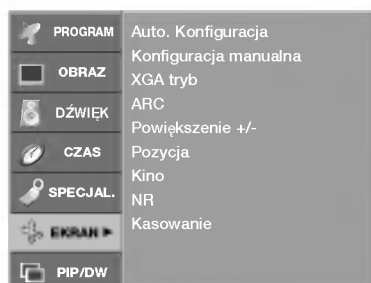 PROGRAM
OBRAZ
DŹWIĘK
CZAS
SPECJAL.
EKRAN ►
PIP/DW
Auto. Konfiguracja
Konfiguracja manualna
XGA tryb
ARC
Powiększenie +/-
Pozycja
Kino
NR
Kasowanie